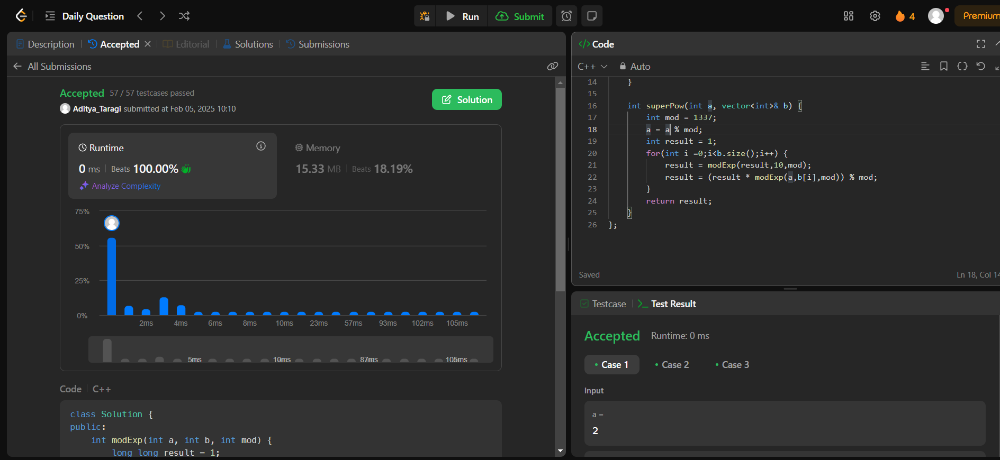 Daily Question
Run
Submit
4
Premium
Description
Accepted
Editorial
Solutions
Submissions
All Submissions
Accepted 57 / 57 testcases passed
Aditya_Taragi submitted at Feb 05, 2025 10:10
Solution
Runtime
0 ms Beats 100.00%
Analyze Complexity
Memory
15.33 MB Beats 18.19%
75%
50%
25%
0%
2ms 4ms 6ms 8ms 10ms 23ms 57ms 93ms 102ms 105ms
5ms 10ms 87ms 105ms
Code C++
class Solution {
public:
    int modExp(int a, int b, int mod) {
        long long result = 1;
</> Code
C++ Auto
14     }
15
16     int superPow(int a, vector<int>& b) {
17         int mod = 1337;
18         a = a % mod;
19         int result = 1;
20         for(int i =0;i<b.size();i++) {
21             result = modExp(result,10,mod);
22             result = (result * modExp(a,b[i],mod)) % mod;
23         }
24         return result;
25     }
26 };
Saved
Ln 18, Col 14
Testcase
>_ Test Result
Accepted Runtime: 0 ms
Case 1
Case 2
Case 3
Input
a =
2